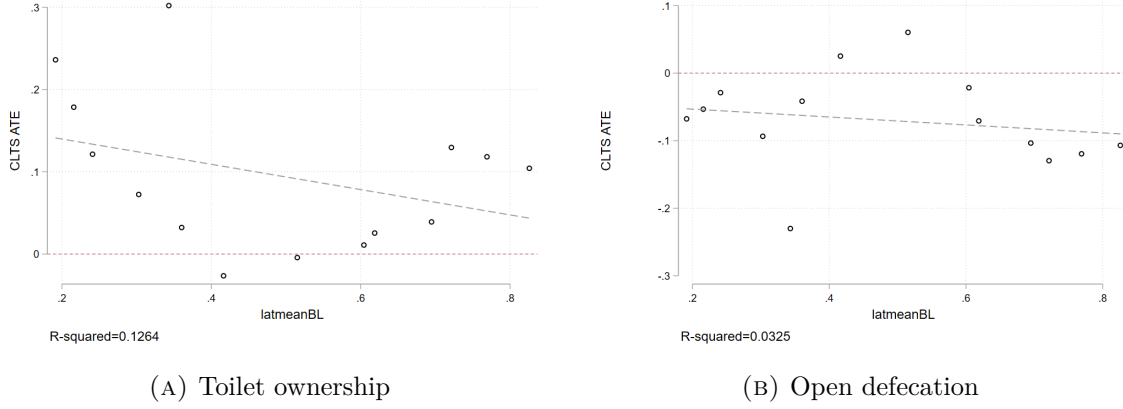 .3
.2
.1
0
CLTS ATE
.2
.4
.6
.8
latmeanBL
R-squared=0.1264
(A) Toilet ownership
.1
0
-.1
-.2
-.3
CLTS ATE
.2
.4
.6
.8
latmeanBL
R-squared=0.0325
(B) Open defecation